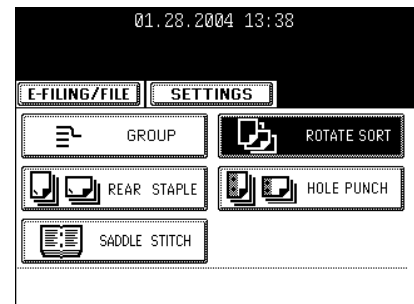 01.28.2004 13:38
E-FILING/FILE SETTINGS
GROUP ROTATE SORT
REAR STAPLE HOLE PUNCH
SADDLE STITCH